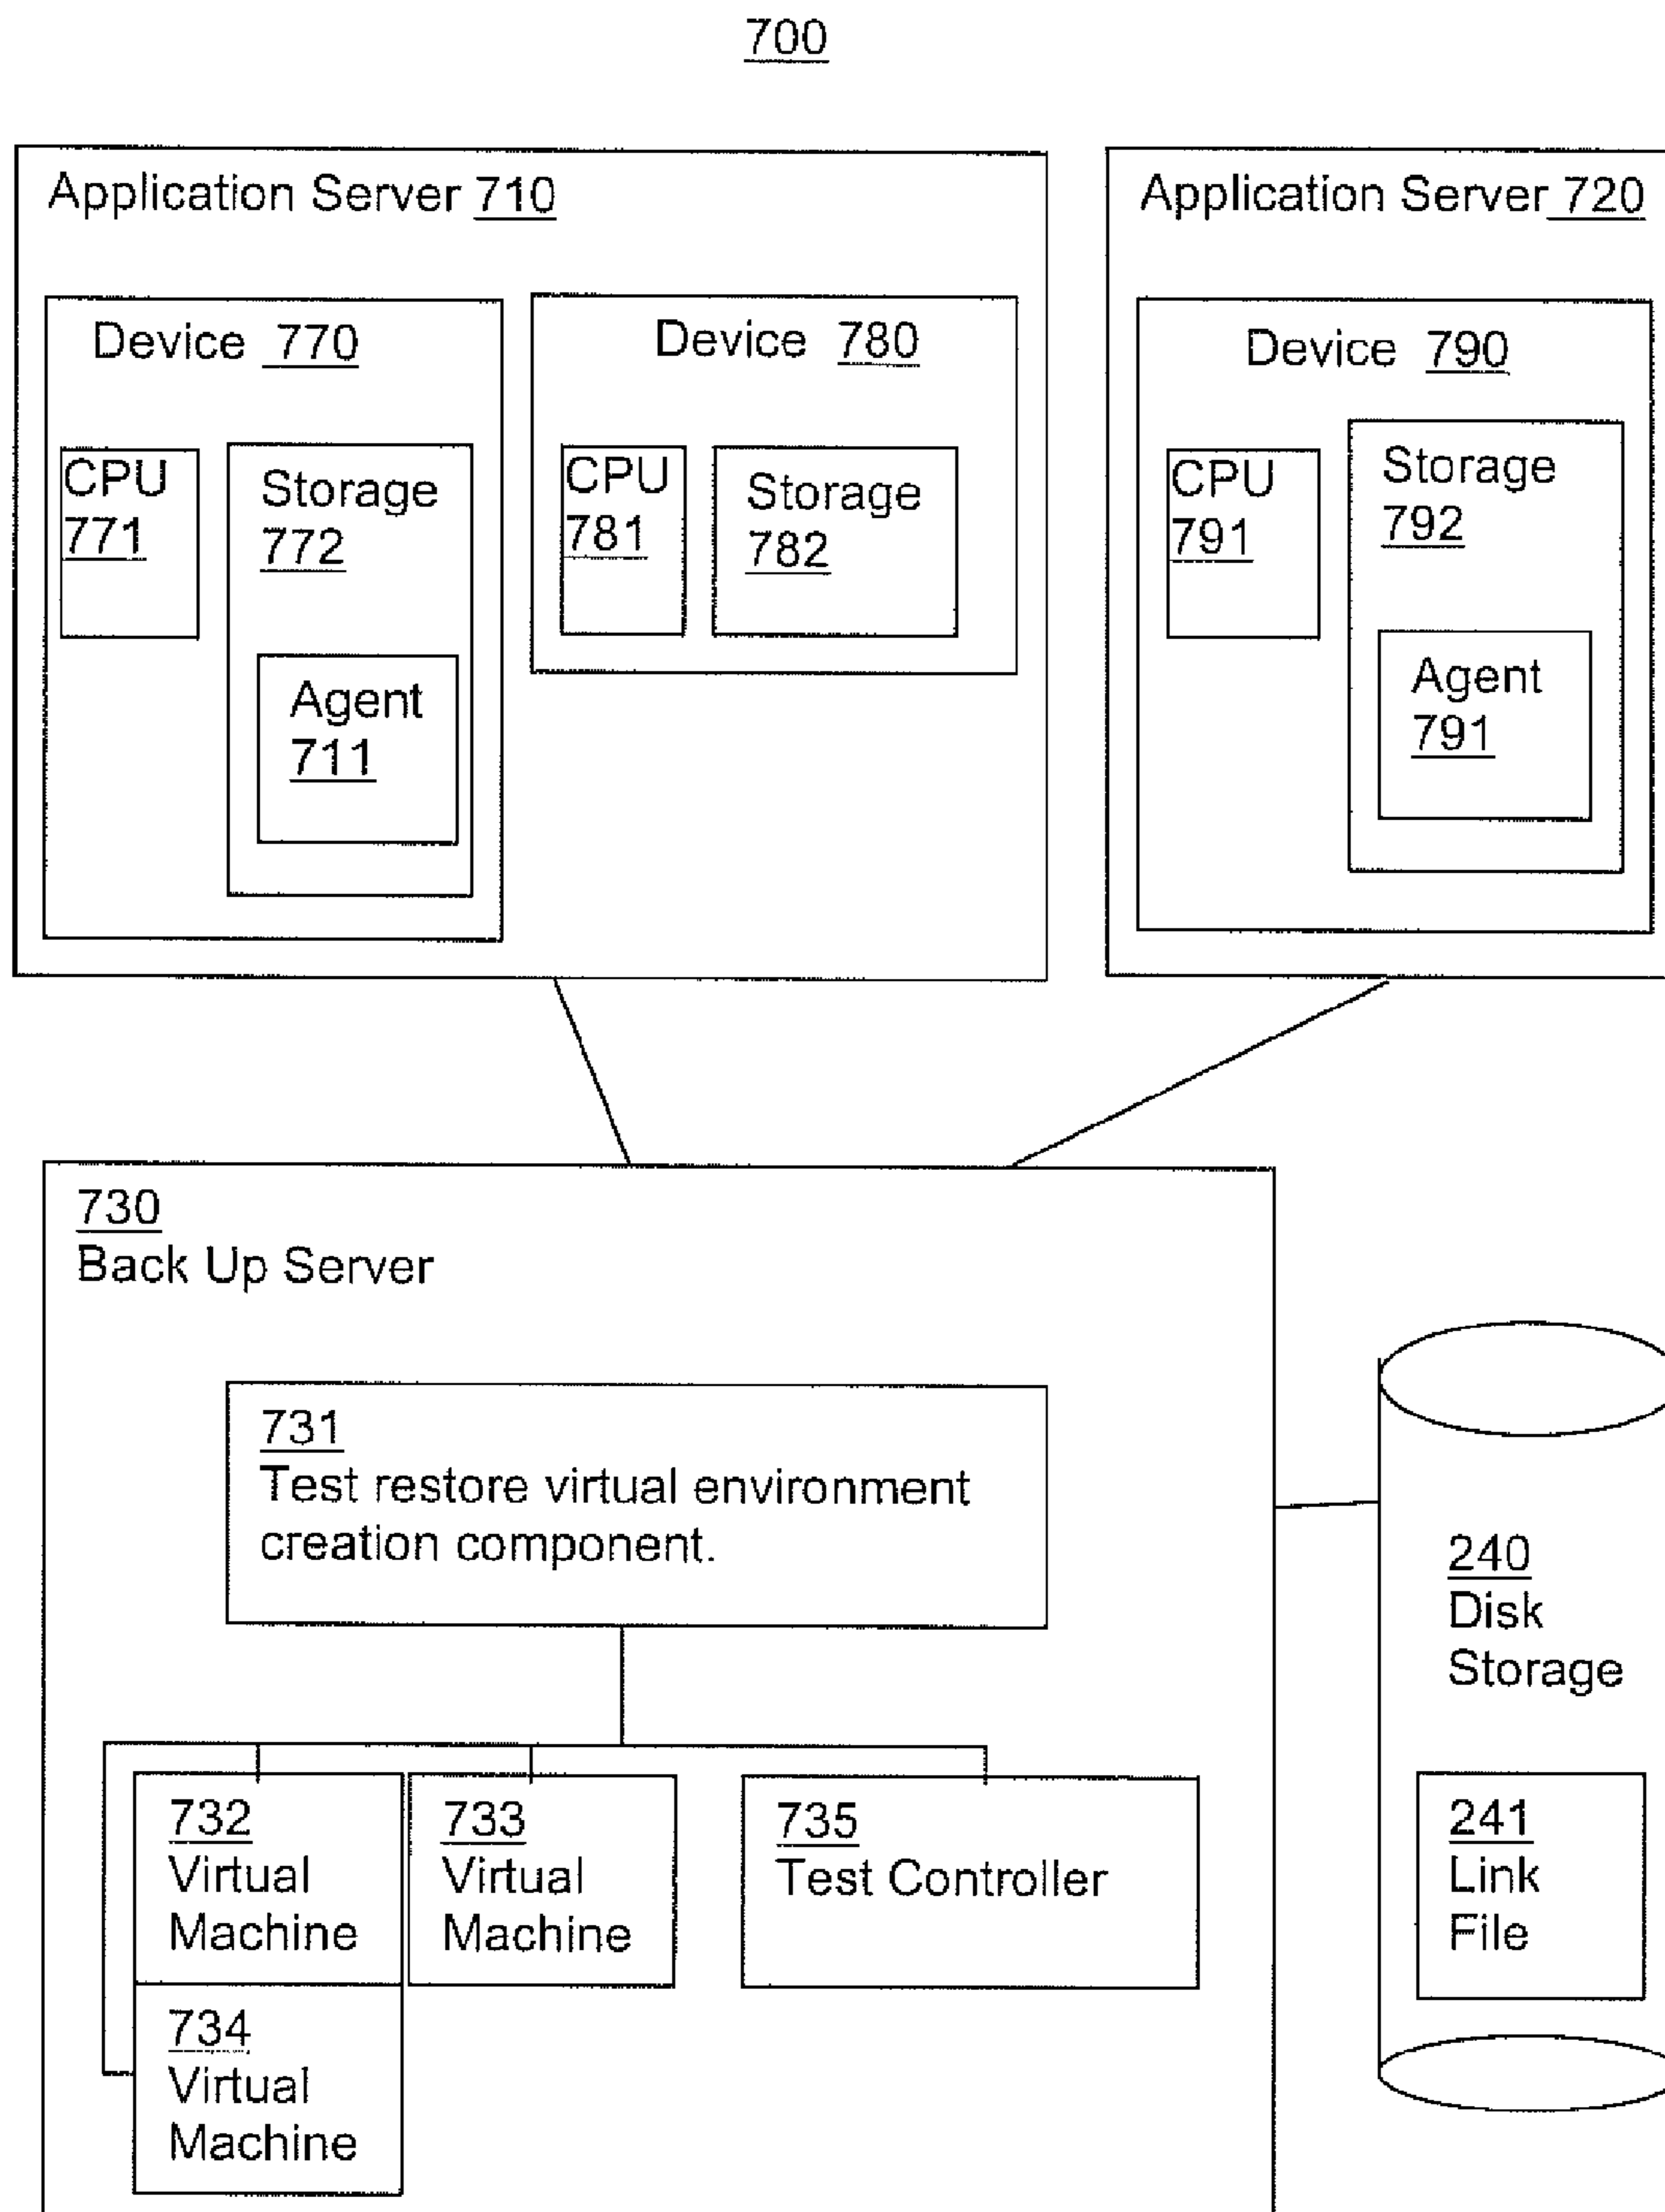 700
Application Server 710
Device 770
CPU
771
Storage
772
Agent
711
Device 780
CPU
781
Storage
782
Application Server 720
Device 790
CPU
791
Storage
792
Agent
791
730
Back Up Server
731
Test restore virtual environment
creation component.
732
Virtual
Machine
733
Virtual
Machine
735
Test Controller
734
Virtual
Machine
240
Disk
Storage
241
Link
File